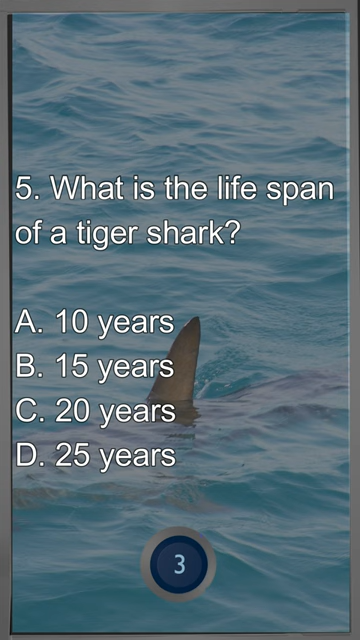 5. What is the life span
of a tiger shark?
A. 10 years
B. 15 years
C. 20 years
D. 25 years
3